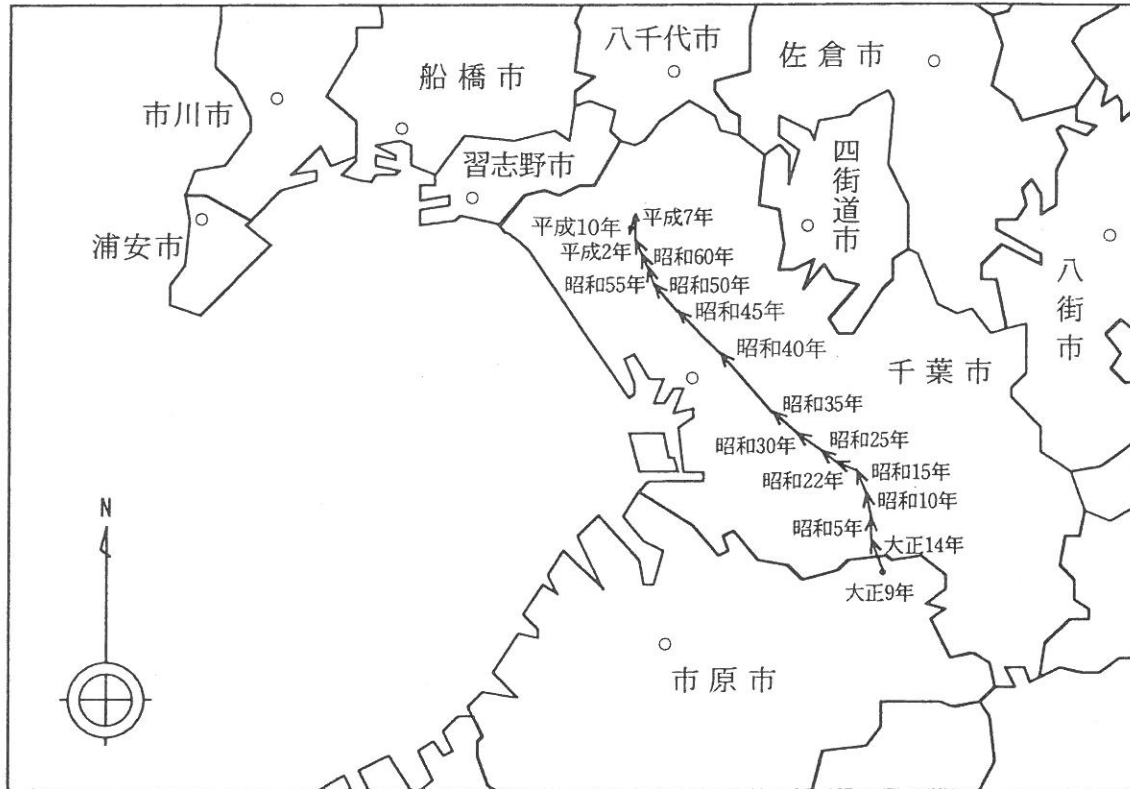 八千代市
佐倉市
船橋市
市川市
習志野市
四街道市
浦安市
平成10年
平成7年
平成2年
昭和60年
昭和55年
昭和50年
昭和45年
昭和40年
八街市
千葉市
昭和35年
昭和30年
昭和25年
昭和22年
昭和15年
昭和10年
昭和5年
大正14年
大正9年
N
市原市